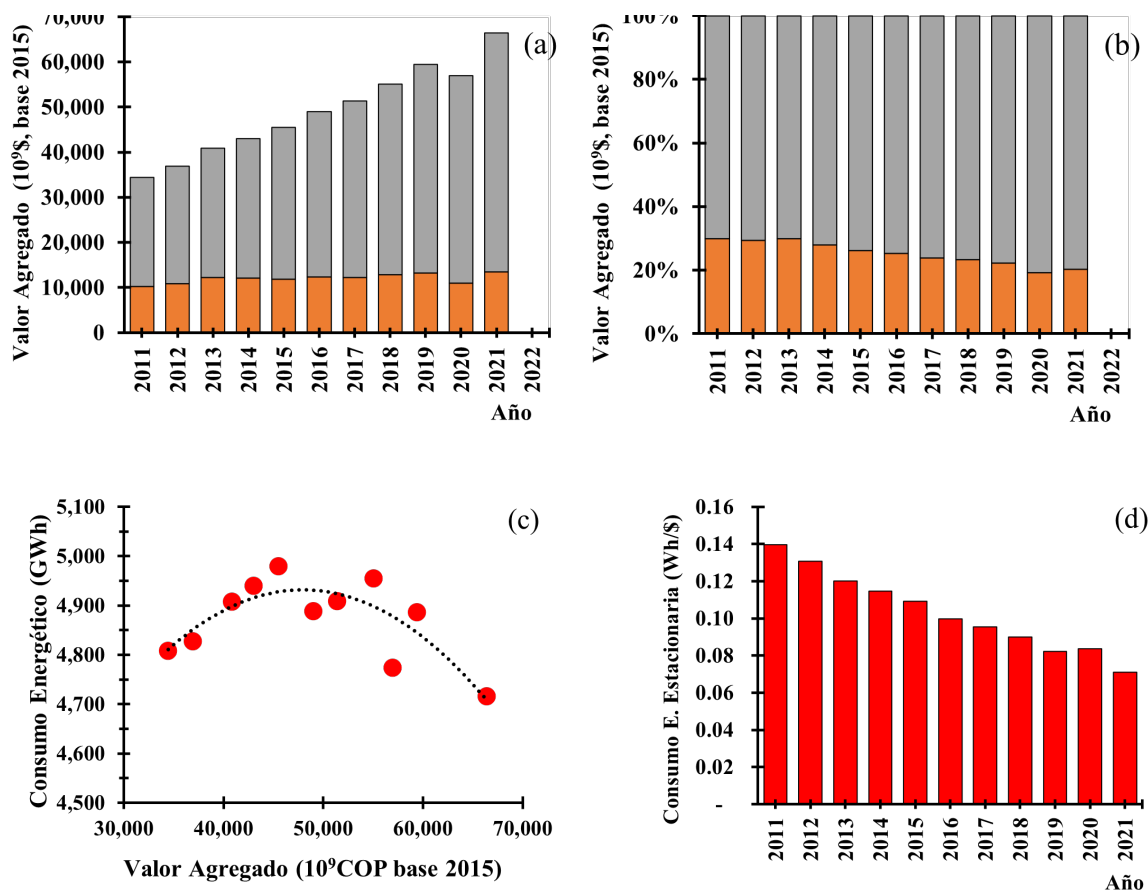 Valor Agregado (10⁹$, base 2015)
70,000
60,000
50,000
40,000
30,000
20,000
10,000
0
(a)
2011 2012 2013 2014 2015 2016 2017 2018 2019 2020 2021 2022
Año
Valor Agregado (10⁹$, base 2015)
100%
80%
60%
40%
20%
0%
(b)
2011 2012 2013 2014 2015 2016 2017 2018 2019 2020 2021 2022
Año
Consumo Energético (GWh)
5,100
5,000
4,900
4,800
4,700
4,600
4,500
(c)
30,000 40,000 50,000 60,000 70,000
Valor Agregado (10⁹COP base 2015)
Consumo E. Estacionaria (Wh/$)
0.16
0.14
0.12
0.10
0.08
0.06
0.04
0.02
-
(d)
2011 2012 2013 2014 2015 2016 2017 2018 2019 2020 2021
Año